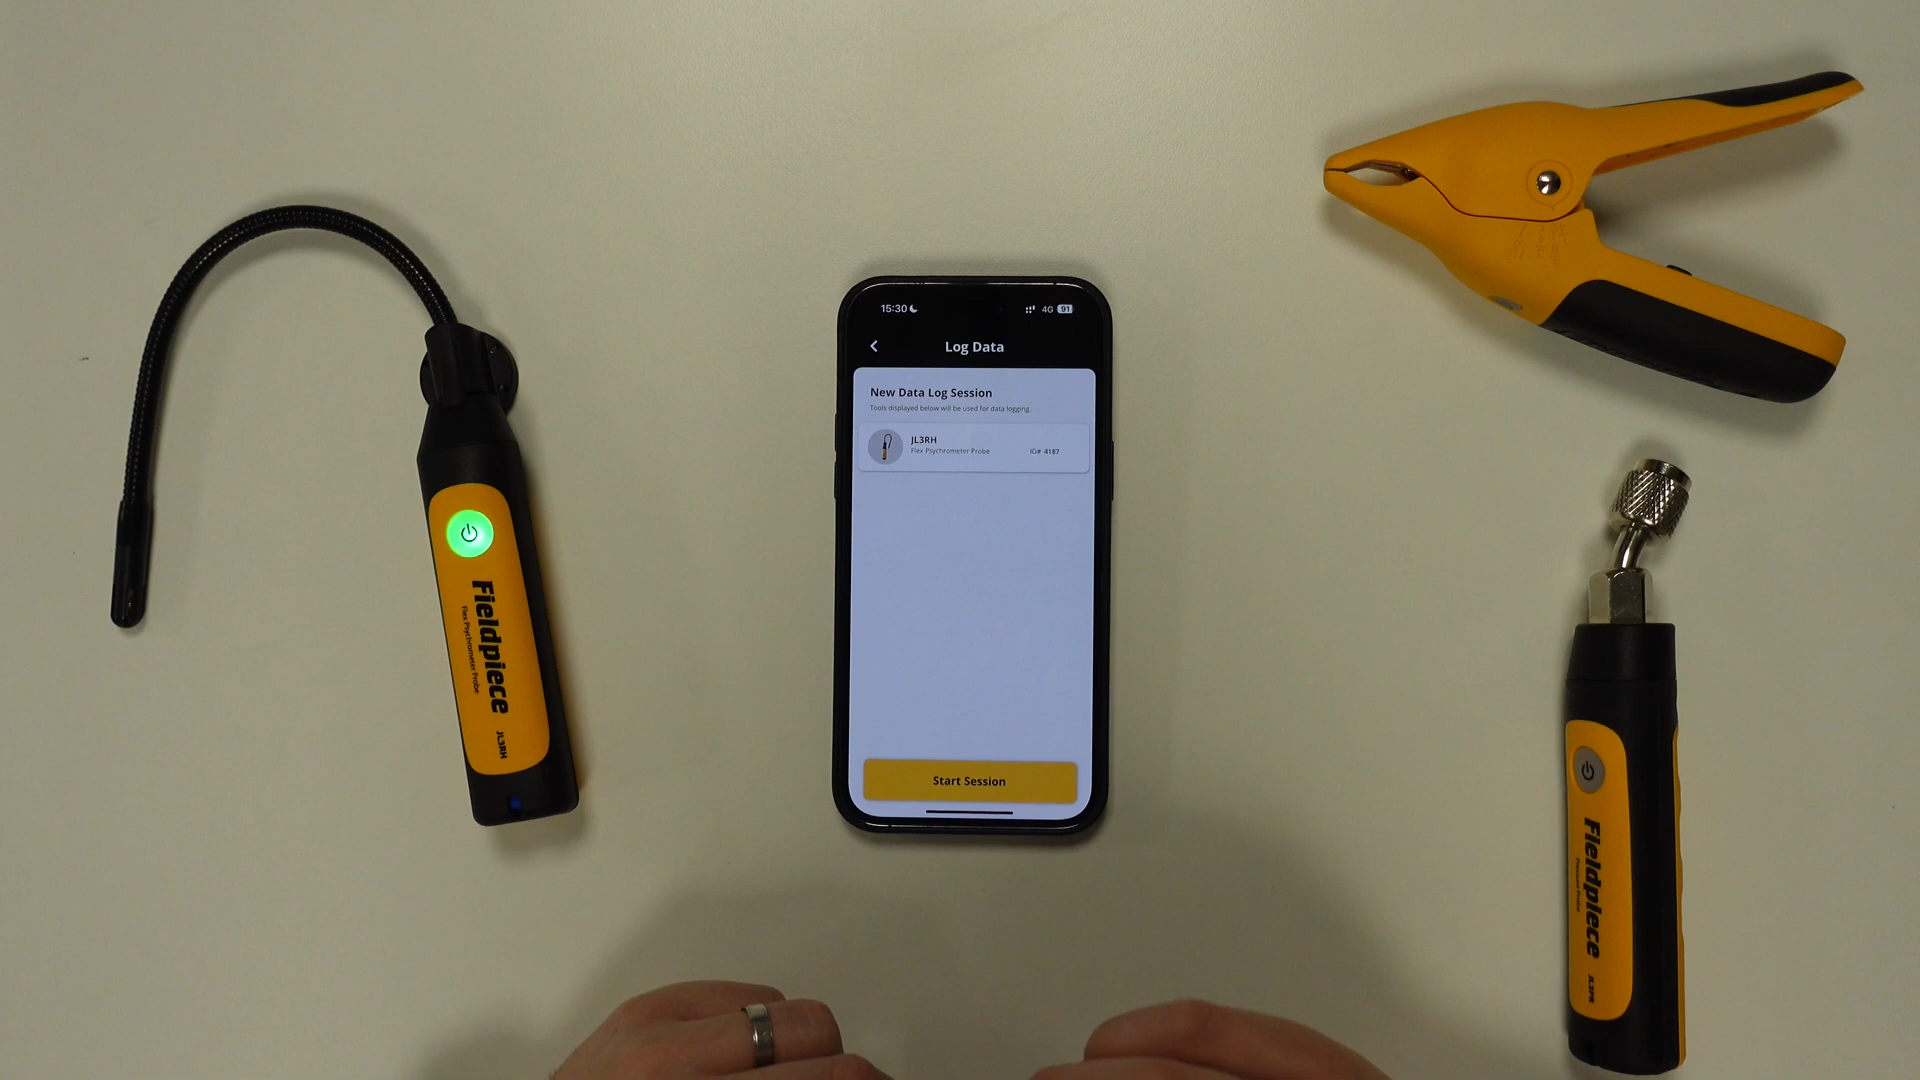 15:30
4G 91
Log Data
New Data Log Session
Tools displayed below will be used for data logging.
JL3RH
Flex Psychrometer Probe
ID# 4187
Start Session
Fieldpiece
Flex Psychrometer Probe
JL3RH
Fieldpiece
Pressure Probe
JL3PR